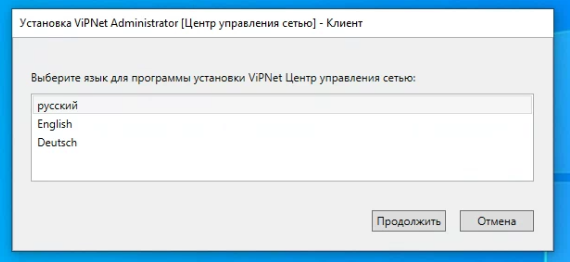 Установка ViPNet Administrator [Центр управления сетью] - Клиент
Выберите язык для программы установки ViPNet Центр управления сетью:
русский
English
Deutsch
Продолжить Отмена